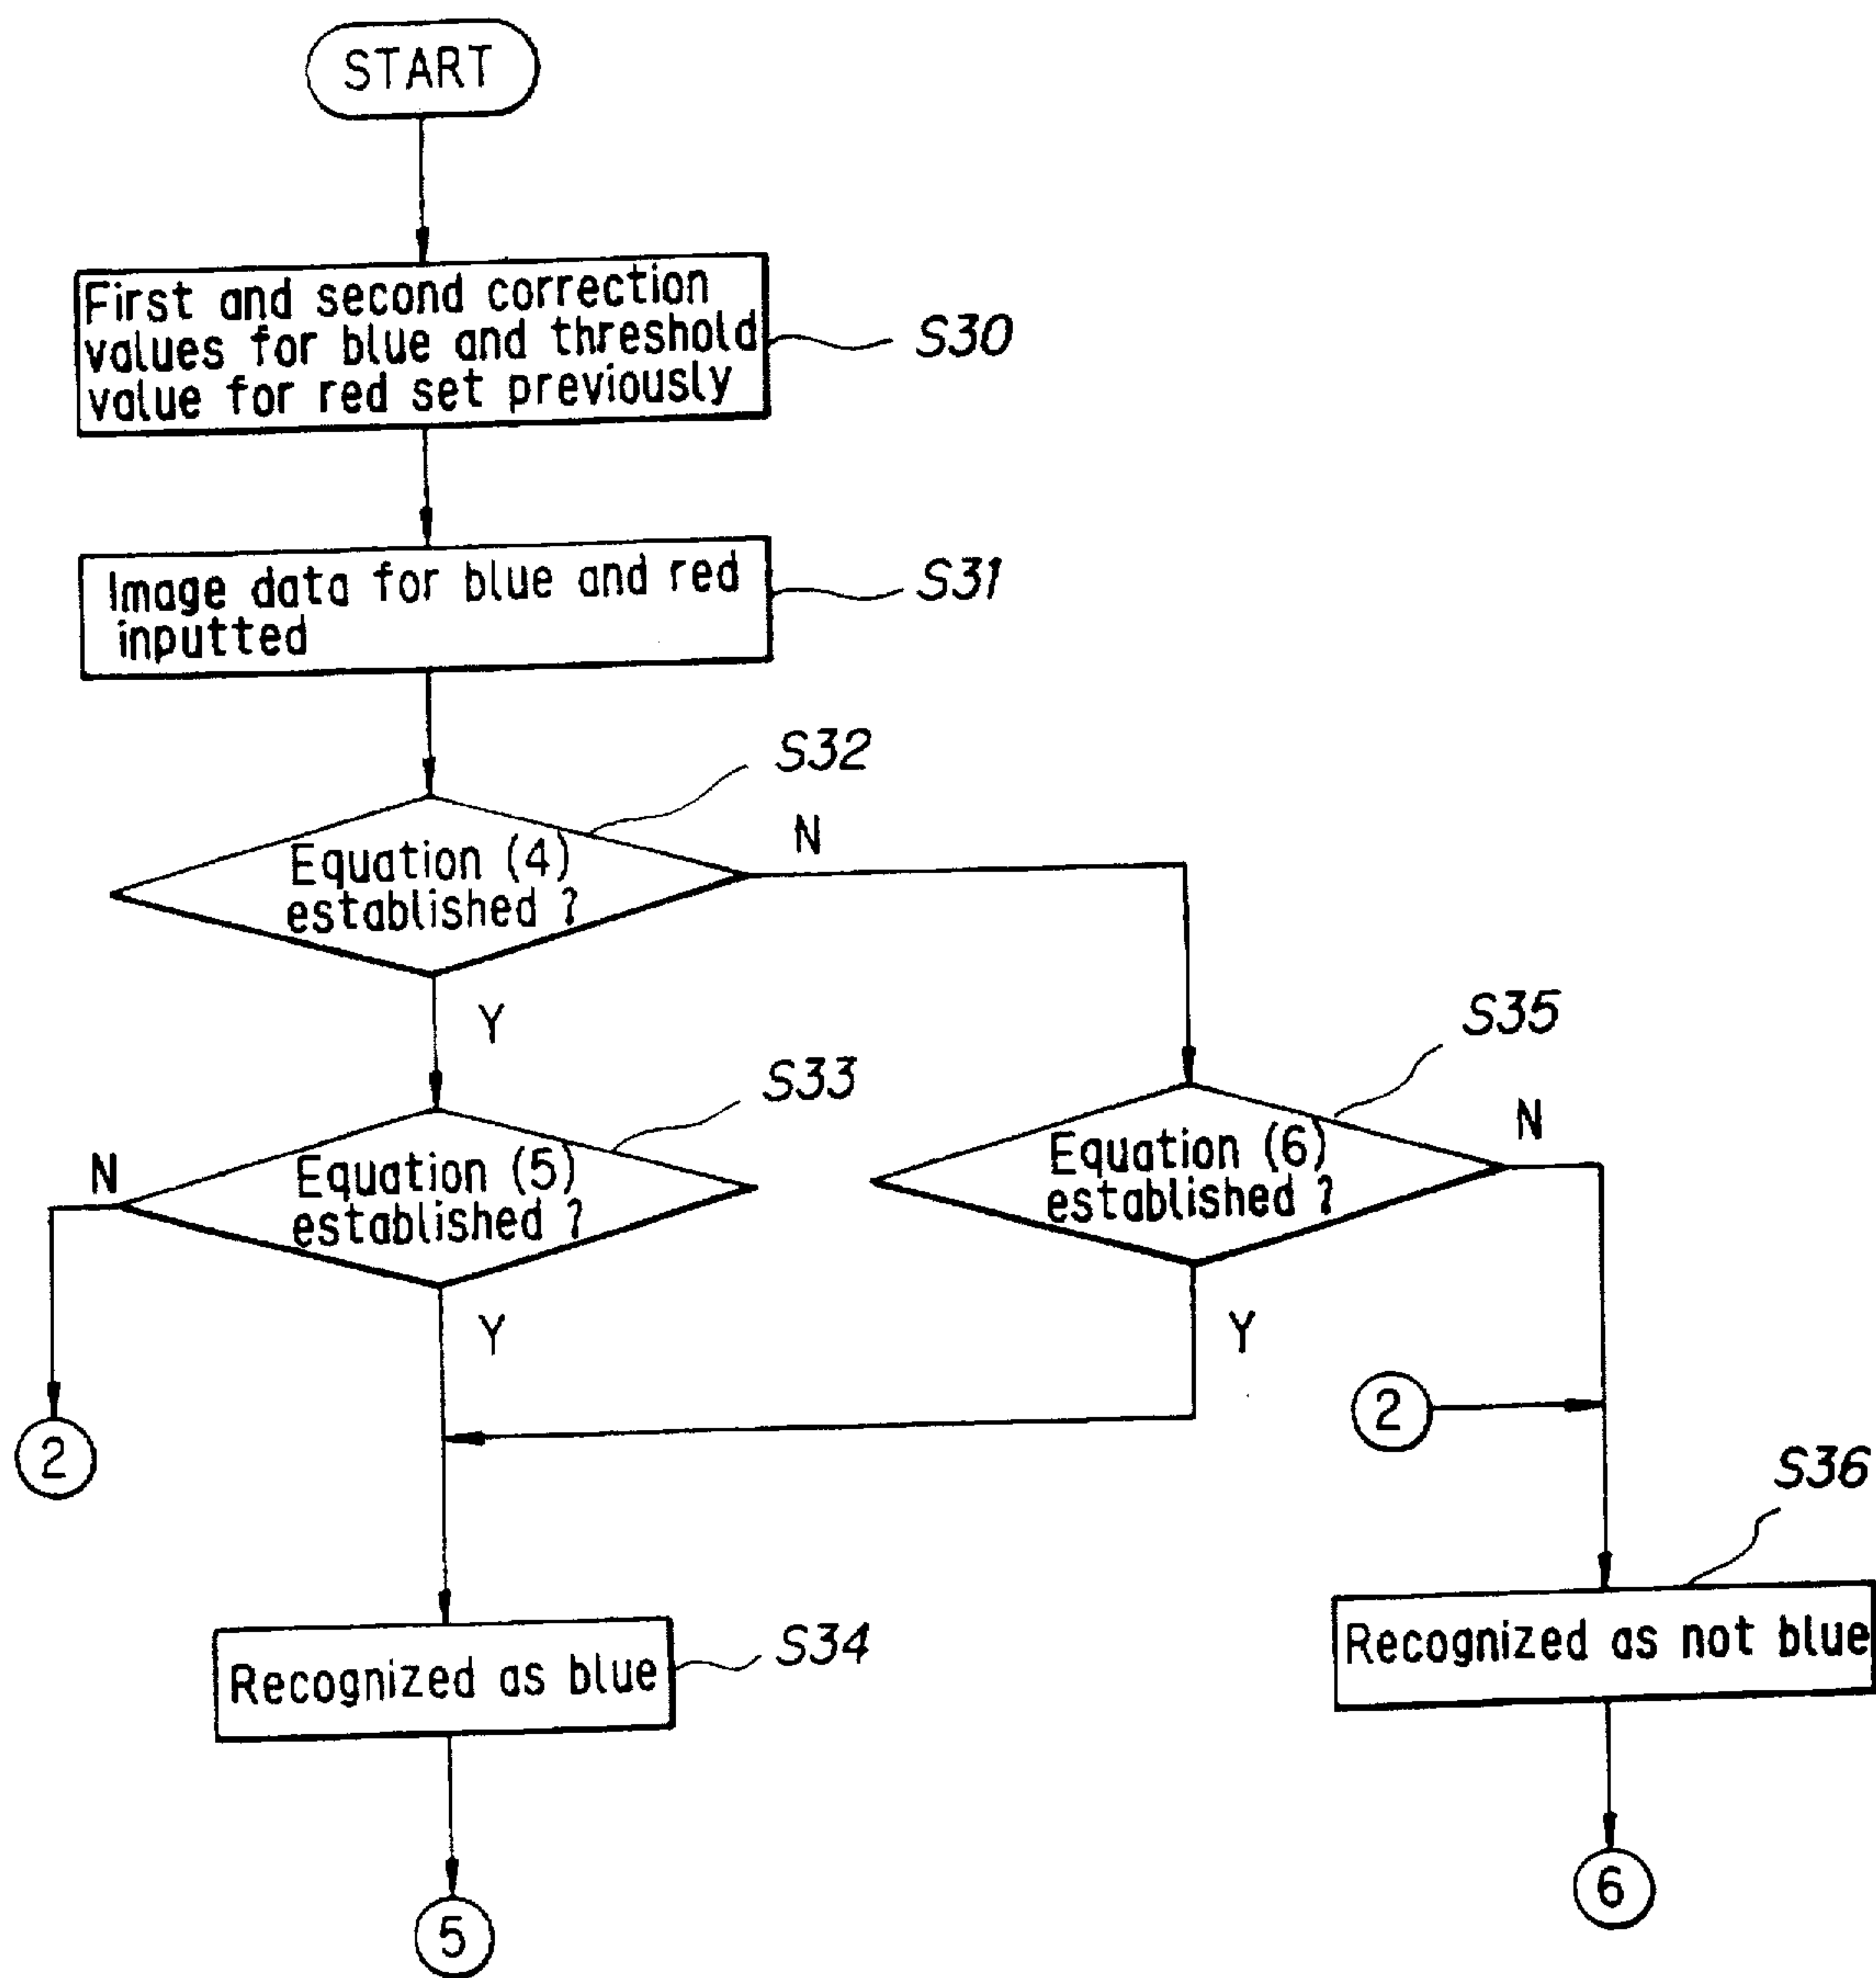 START
First and second correction
values for blue and threshold
value for red set previously
S30
Image data for blue and red
inputted
S31
S32
Equation (4)
established ?
N
Y
S33
Equation (5)
established ?
N
Y
2
S35
Equation (6)
established ?
N
Y
2
S34
Recognized as blue
5
S36
Recognized as not blue
6